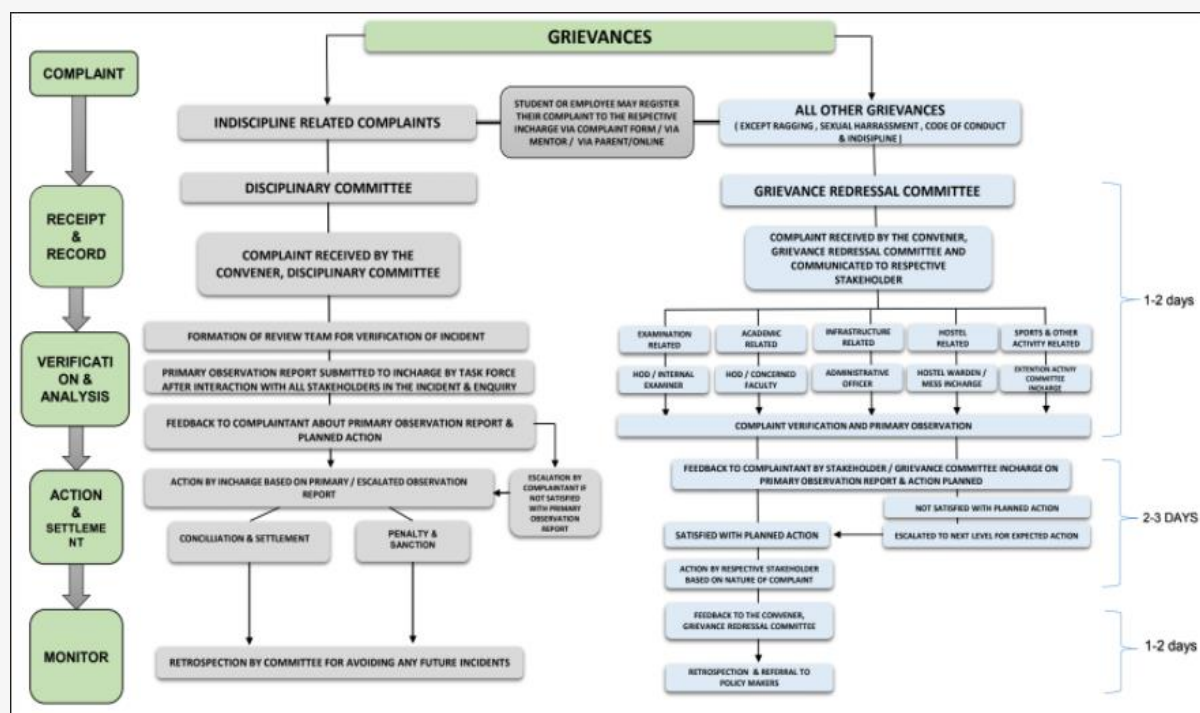 GRIEVANCES
COMPLAINT
RECEIPT
&
RECORD
VERIFICATI
ON &
ANALYSIS
ACTION
&
SETTLEME
NT
MONITOR
INDISCIPLINE RELATED COMPLAINTS
STUDENT OR EMPLOYEE MAY REGISTER
THEIR COMPLAINT TO THE RESPECTIVE
INCHARGE VIA COMPLAINT FORM / VIA
MENTOR / VIA PARENT/ONLINE
ALL OTHER GRIEVANCES
( EXCEPT RAGGING , SEXUAL HARRASSMENT , CODE OF CONDUCT
& INDISIPLINE )
DISCIPLINARY COMMITTEE
COMPLAINT RECEIVED BY THE
CONVENER, DISCIPLINARY COMMITTEE
FORMATION OF REVIEW TEAM FOR VERIFICATION OF INCIDENT
PRIMARY OBSERVATION REPORT SUBMITTED TO INCHARGE BY TASK FORCE
AFTER INTERACTION WITH ALL STAKEHOLDERS IN THE INCIDENT & ENQUIRY
FEEDBACK TO COMPLAINTANT ABOUT PRIMARY OBSERVATION REPORT &
PLANNED ACTION
ACTION BY INCHARGE BASED ON PRIMARY / ESCALATED OBSERVATION
REPORT
ESCALATION BY
COMPLAINTANT IF
NOT SATISFIED
WITH PRIMARY
OBSERVATION
REPORT
CONCILIATION & SETTLEMENT
PENALTY &
SANCTION
RETROSPECTION BY COMMITTEE FOR AVOIDING ANY FUTURE INCIDENTS
GRIEVANCE REDRESSAL COMMITTEE
COMPLAINT RECEIVED BY THE CONVENER,
GRIEVANCE REDRESSAL COMMITTEE AND
COMMUNICATED TO RESPECTIVE
STAKEHOLDER
EXAMINATION
RELATED
ACADEMIC
RELATED
INFRASTRUCTURE
RELATED
HOSTEL
RELATED
SPORTS & OTHER
ACTIVITY RELATED
HOD / INTERNAL
EXAMINER
HOD / CONCERNED
FACULTY
ADMINISTRATIVE
OFFICER
HOSTEL WARDEN /
MESS INCHARGE
EXTENTION ACTIVITY
COMMITTEE
INCHARGE
COMPLAINT VERIFICATION AND PRIMARY OBSERVATION
1-2 days
FEEDBACK TO COMPLAINTANT BY STAKEHOLDER / GRIEVANCE COMMITTEE INCHARGE ON
PRIMARY OBSERVATION REPORT & ACTION PLANNED
NOT SATISFIED WITH PLANNED ACTION
SATISFIED WITH PLANNED ACTION
ESCALATED TO NEXT LEVEL FOR EXPECTED ACTION
ACTION BY RESPECTIVE STAKEHOLDER
BASED ON NATURE OF COMPLAINT
2-3 DAYS
FEEDBACK TO THE CONVENER,
GRIEVANCE REDRESSAL COMMITTEE
RETROSPECTION & REFERRAL TO
POLICY MAKERS
1-2 days